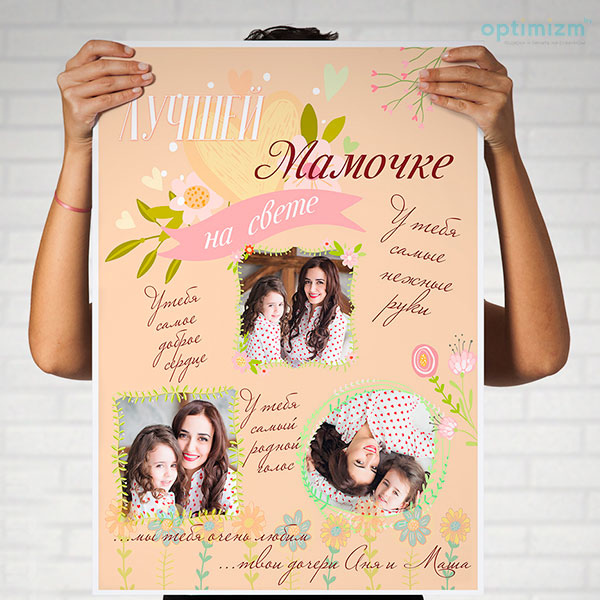 optimizm
ЛУЧШЕЙ
Мамочке
на свете
У тебя
самые
нежные
руки
У тебя
самое
доброе
сердце
У тебя
самый
родной
голос
...мы тебя очень любим
...твои дочери Аня и Маша